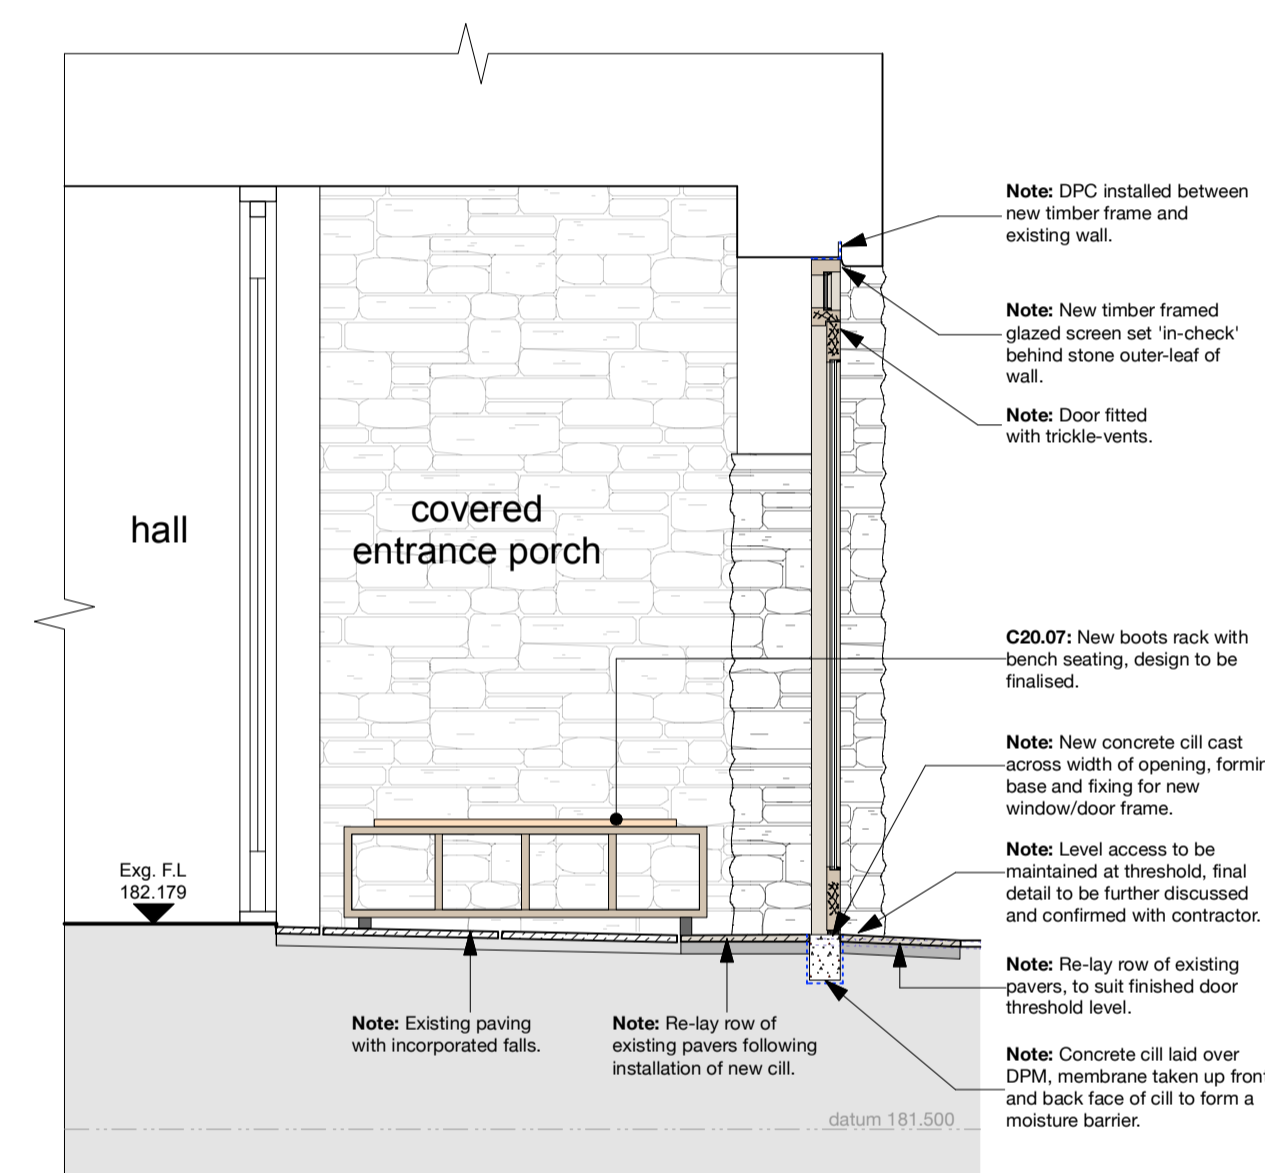 Note: DPC installed between
new timber frame and
existing wall.
Note: New timber framed
glazed screen set 'in-check'
behind stone outer-leaf of
wall.
Note: Door fitted
with trickle-vents.
hall
covered
entrance porch
C20.07: New boots rack with
bench seating, design to be
finalised.
Note: New concrete cill cast
across width of opening, formin
base and fixing for new
window/door frame.
Note: Level access to be
maintained at threshold, final
detail to be further discussed
and confirmed with contractor.
Exg. F.L
182.179
Note: Re-lay row of existing
pavers, to suit finished door
threshold level.
Note: Existing paving
with incorporated falls.
Note: Re-lay row of
existing pavers following
installation of new cill.
Note: Concrete cill laid over
DPM, membrane taken up front
and back face of cill to form a
moisture barrier.
datum 181.500